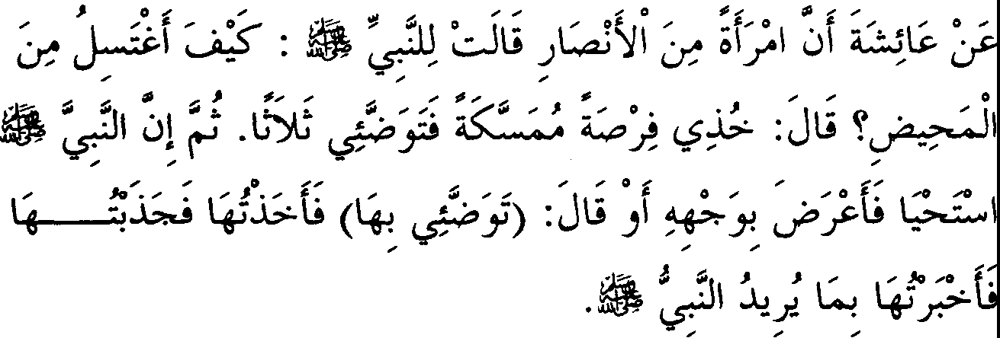 عَنْ عَائِشَةَ أَنَّ امْرَأَةً مِنَ الْأَنْصَارِ قَالَتْ لِلنَّبِيِّ ﷺ : كَيْفَ أَغْتَسِلُ مِنَ
الْمَحِيضِ؟ قَالَ: خُذِي فِرْصَةً مُمَسَّكَةً فَتَوَضَّئِي ثَلاَثًا. ثُمَّ إِنَّ النَّبِيَّ ﷺ
اسْتَحْيَا فَأَعْرَضَ بِوَجْهِهِ أَوْ قَالَ: (تَوَضَّئِي بِهَا) فَأَخَذْتُهَا فَجَذَبْتُـــــهَا
فَأَخْبَرْتُهَا بِمَا يُرِيدُ النَّبِيُّ ﷺ.